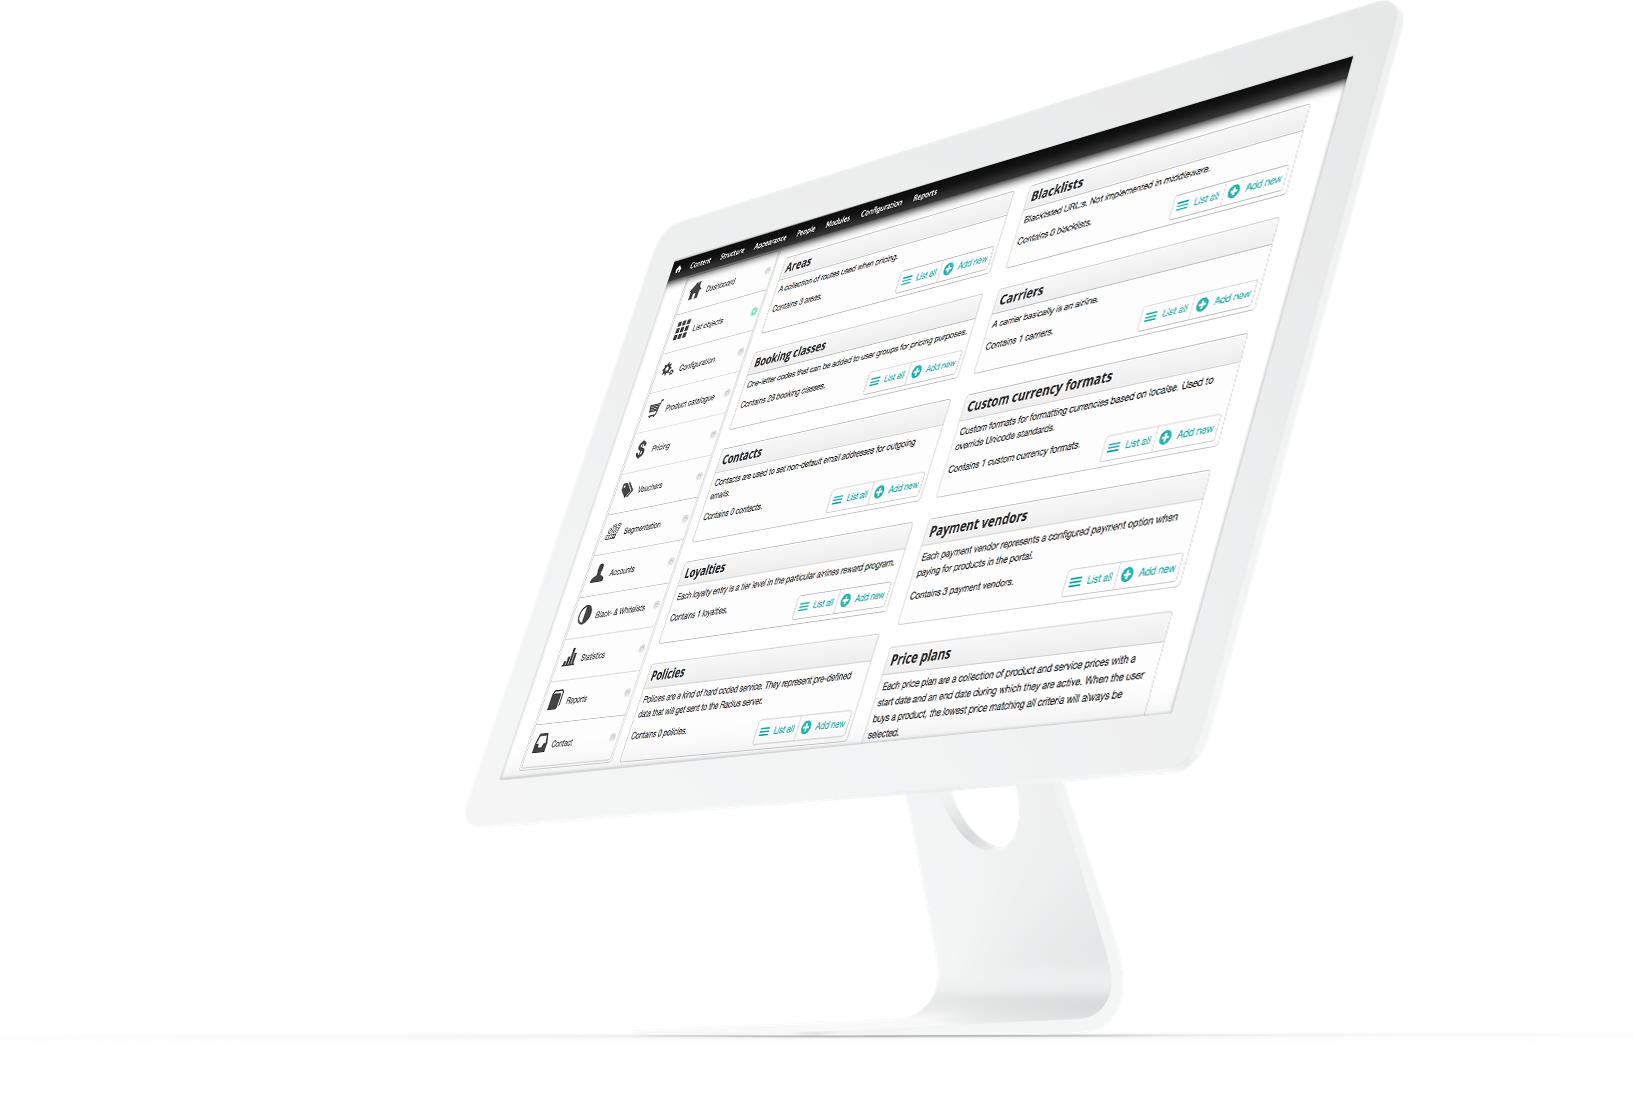 Content Structure Appearance People Modules Configuration Reports
Dashboard
List objects
Configuration
Product catalogue
Pricing
Vouchers
Segmentation
Accounts
Black- & Whitelists
Statistics
Reports
Contact
Areas
A collection of routes used when pricing.
Contains 3 areas.
List all Add new
Booking classes
One-letter codes that can be added to user groups for pricing purposes.
Contains 28 booking classes.
List all Add new
Contacts
Contacts are used to set non-default email addresses for outgoing
emails.
Contains 0 contacts.
List all Add new
Loyalties
Each loyalty entry is a tier level in the particular airlines reward program.
Contains 1 loyalties.
List all Add new
Policies
Policies are a kind of hard coded service. They represent pre-defined
data that will get sent to the Radius server.
Contains 0 policies.
List all Add new
Blacklists
Blacklisted URL:s. Not implemented in middleware.
Contains 0 blacklists.
List all Add new
Carriers
A carrier basically is an airline.
Contains 1 carriers.
List all Add new
Custom currency formats
Custom formats for formatting currencies based on localse. Used to
override Unicode standards.
Contains 1 custom currency formats.
List all Add new
Payment vendors
Each payment vendor represents a configured payment option when
paying for products in the portal.
Contains 3 payment vendors.
List all Add new
Price plans
Each price plan are a collection of product and service prices with a
start date and an end date during which they are active. When the user
buys a product, the lowest price matching all criteria will always be
selected.